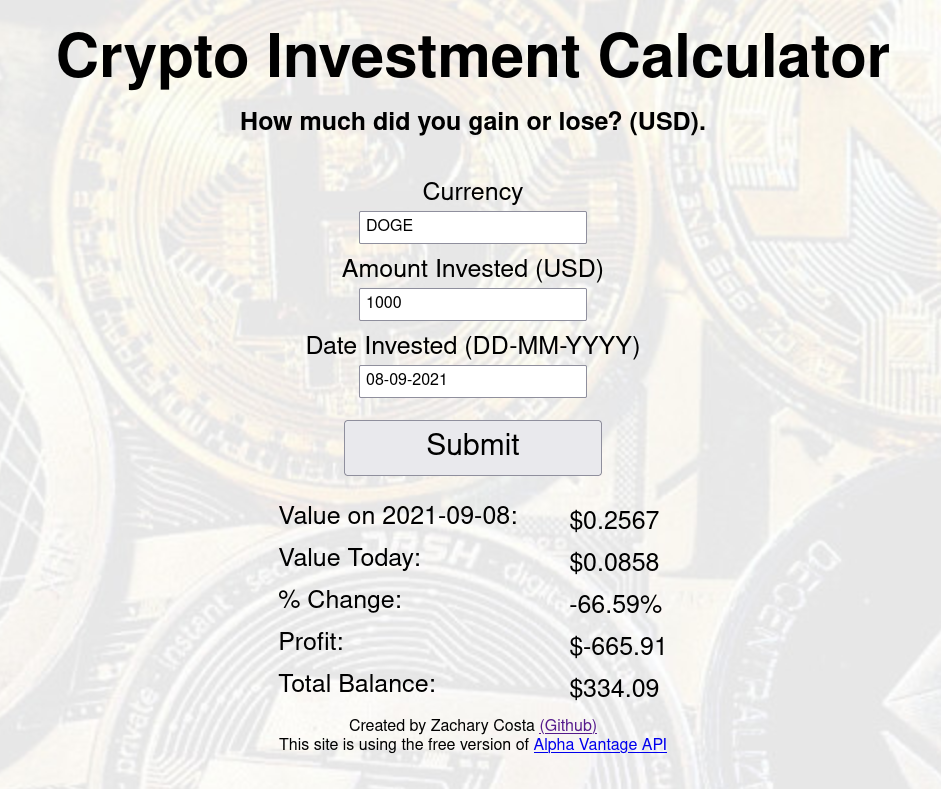 Crypto Investment Calculator
How much did you gain or lose? (USD).
Currency
DOGE
Amount Invested (USD)
1000
Date Invested (DD-MM-YYYY)
08-09-2021
Submit
Value on 2021-09-08: $0.2567
Value Today: $0.0858
% Change: -66.59%
Profit: $-665.91
Total Balance: $334.09
Created by Zachary Costa (Github)
This site is using the free version of Alpha Vantage API